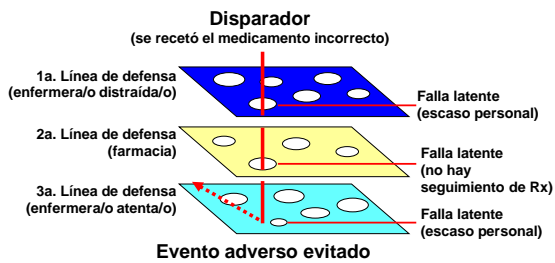 Disparador
(se recetó el medicamento incorrecto)
1a. Línea de defensa
(enfermera/o distraída/o)
Falla latente
(escaso personal)
2a. Línea de defensa
(farmacia)
Falla latente
(no hay
seguimiento de Rx)
3a. Línea de defensa
(enfermera/o atenta/o)
Falla latente
(escaso personal)
Evento adverso evitado